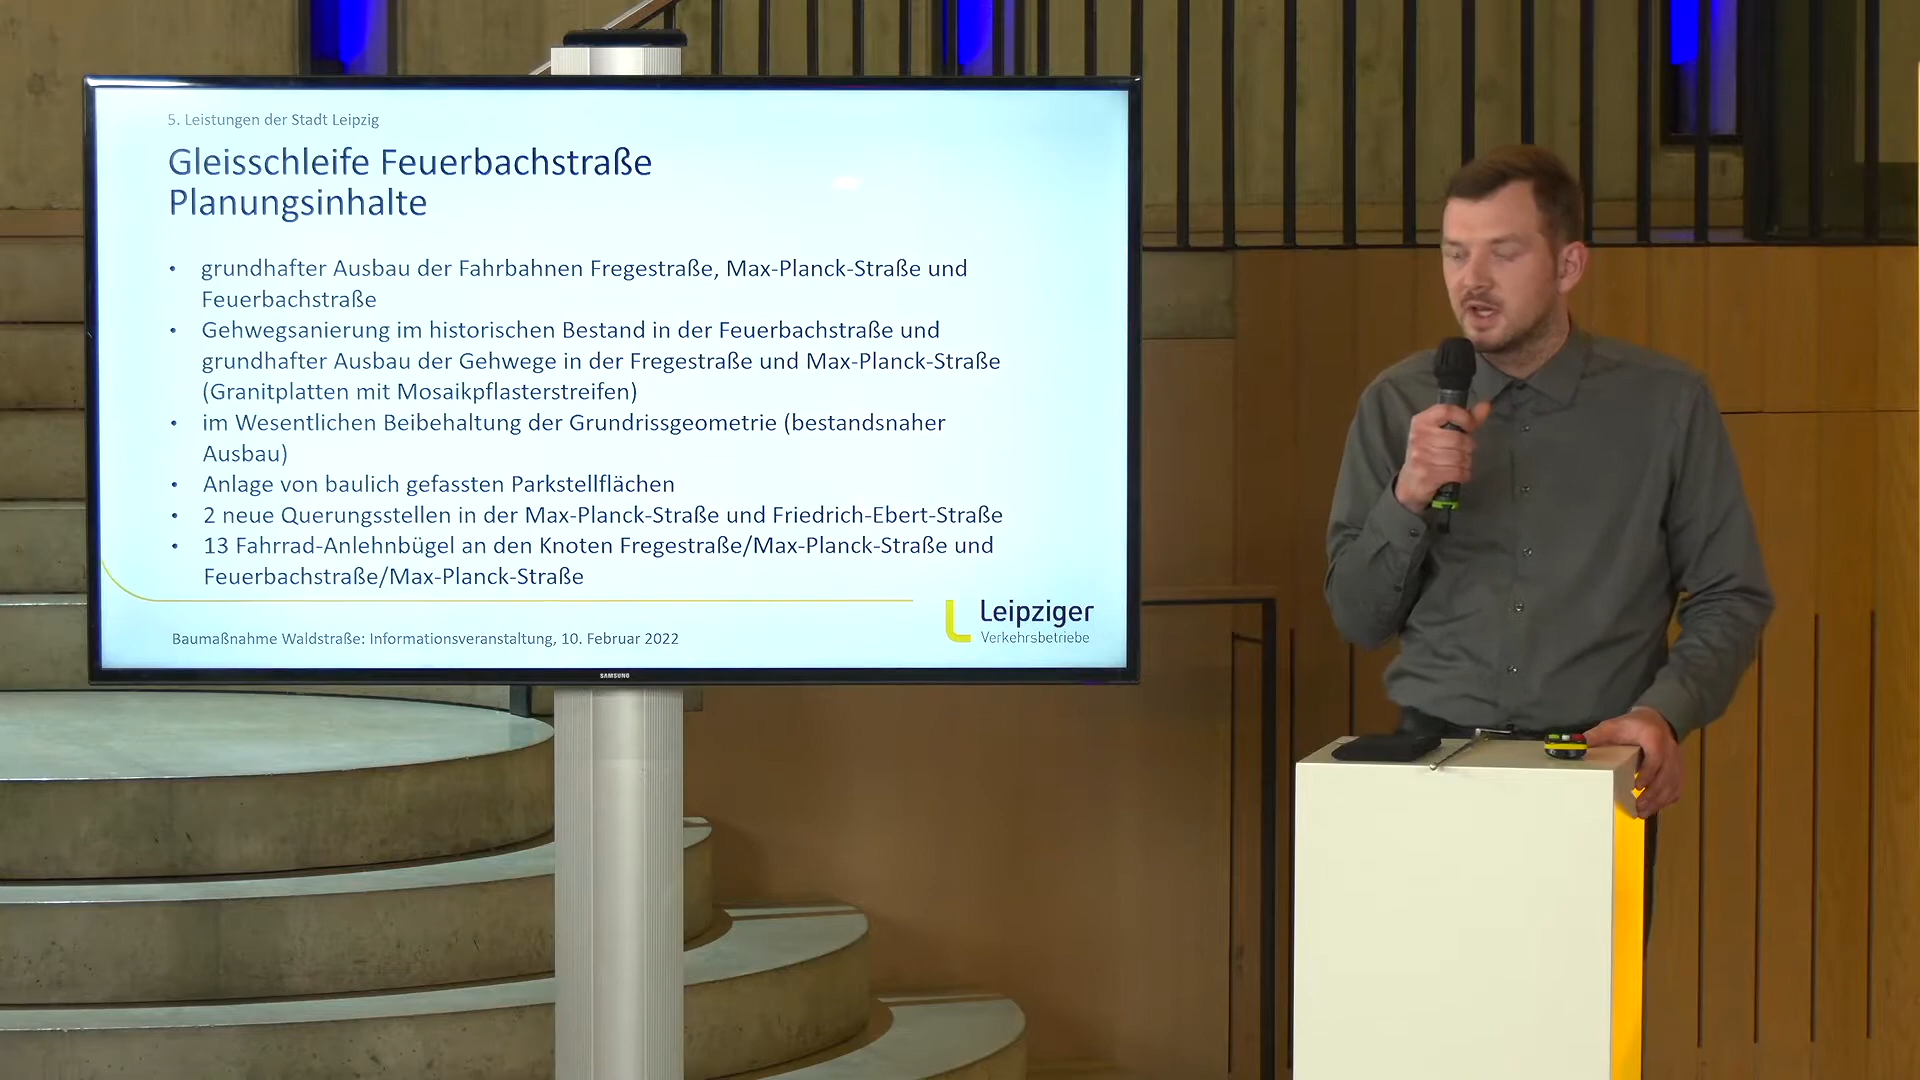 5. Leistungen der Stadt Leipzig
Gleisschleife Feuerbachstraße
Planungsinhalte
• grundhafter Ausbau der Fahrbahnen Fregestraße, Max-Planck-Straße und
Feuerbachstraße
• Gehwegsanierung im historischen Bestand in der Feuerbachstraße und
grundhafter Ausbau der Gehwege in der Fregestraße und Max-Planck-Straße
(Granitplatten mit Mosaikpflasterstreifen)
• im Wesentlichen Beibehaltung der Grundrissgeometrie (bestandsnaher
Ausbau)
• Anlage von baulich gefassten Parkstellflächen
• 2 neue Querungsstellen in der Max-Planck-Straße und Friedrich-Ebert-Straße
• 13 Fahrrad-Anlehnbügel an den Knoten Fregestraße/Max-Planck-Straße und
Feuerbachstraße/Max-Planck-Straße
Leipziger
Verkehrsbetriebe
Baumaßnahme Waldstraße: Informationsveranstaltung, 10. Februar 2022
SAMSUNG